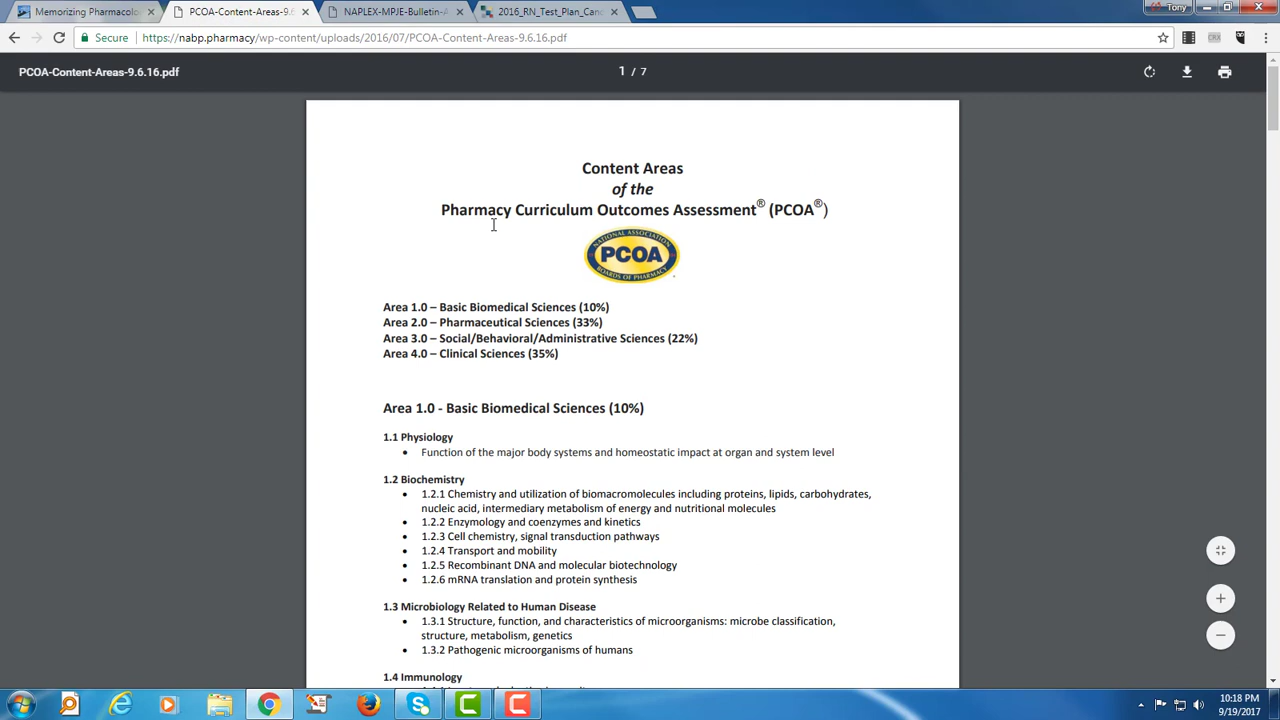 Memorizing Pharmacolo
PCOA-Content-Areas-9.6
NAPLEX-MPJE-Bulletin-A
2016_RN_Test_Plan_Cand
Tony
Secure
https://nabp.pharmacy/wp-content/uploads/2016/07/PCOA-Content-Areas-9.6.16.pdf
PCOA-Content-Areas-9.6.16.pdf
1 / 7
Content Areas
of the
Pharmacy Curriculum Outcomes Assessment® (PCOA®)
NATIONAL ASSOCIATION
PCOA
BOARDS OF PHARMACY
Area 1.0 – Basic Biomedical Sciences (10%)
Area 2.0 – Pharmaceutical Sciences (33%)
Area 3.0 – Social/Behavioral/Administrative Sciences (22%)
Area 4.0 – Clinical Sciences (35%)
Area 1.0 - Basic Biomedical Sciences (10%)
1.1 Physiology
• Function of the major body systems and homeostatic impact at organ and system level
1.2 Biochemistry
• 1.2.1 Chemistry and utilization of biomacromolecules including proteins, lipids, carbohydrates,
nucleic acid, intermediary metabolism of energy and nutritional molecules
• 1.2.2 Enzymology and coenzymes and kinetics
• 1.2.3 Cell chemistry, signal transduction pathways
• 1.2.4 Transport and mobility
• 1.2.5 Recombinant DNA and molecular biotechnology
• 1.2.6 mRNA translation and protein synthesis
1.3 Microbiology Related to Human Disease
• 1.3.1 Structure, function, and characteristics of microorganisms: microbe classification,
structure, metabolism, genetics
• 1.3.2 Pathogenic microorganisms of humans
1.4 Immunology
10:18 PM
9/19/2017